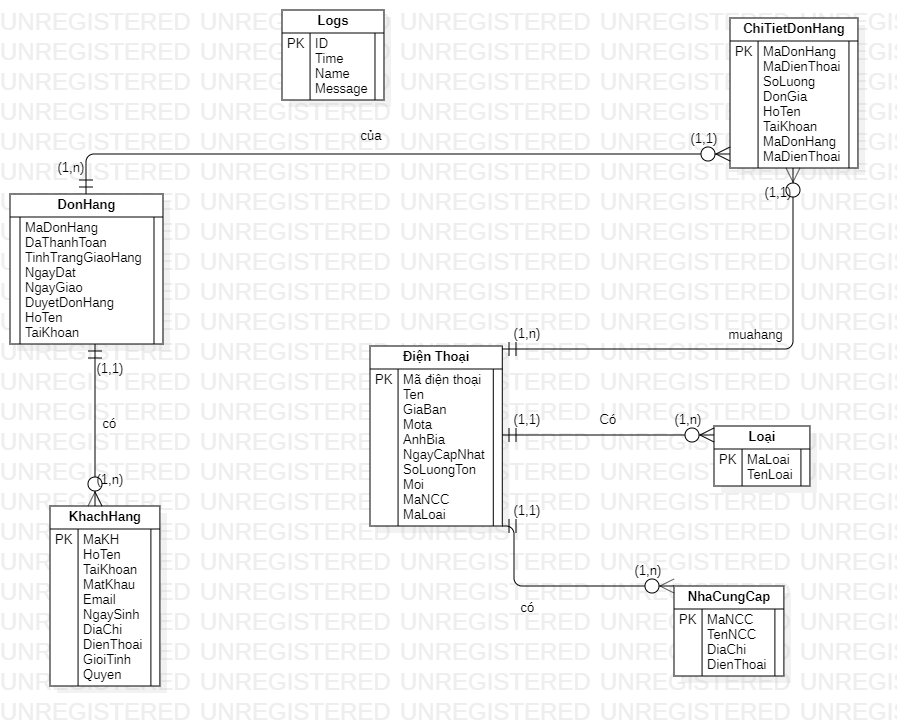 Logs
PK
ID
Time
Name
Message
ChiTietDonHang
PK
MaDonHang
MaDienThoai
SoLuong
DonGia
HoTen
TaiKhoan
MaDonHang
MaDienThoai
của
(1,1)
(1,n)
(1,1)
DonHang
MaDonHang
DaThanhToan
TinhTrangGiaoHang
NgayDat
NgayGiao
DuyetDonHang
HoTen
TaiKhoan
(1,1)
có
(1,n)
KhachHang
PK
MaKH
HoTen
TaiKhoan
MatKhau
Email
NgaySinh
DiaChi
DienThoai
GioiTinh
Quyen
(1,n)
muahang
Điện Thoại
PK
Mã điện thoại
Ten
GiaBan
Mota
AnhBia
NgayCapNhat
SoLuongTon
Moi
MaNCC
MaLoai
(1,1)
Có
(1,n)
Loại
PK
MaLoai
TenLoai
(1,1)
có
(1,n)
NhaCungCap
PK
MaNCC
TenNCC
DiaChi
DienThoai
UNREGISTERED UNREGISTERED UNREGISTERED UNREGISTERED